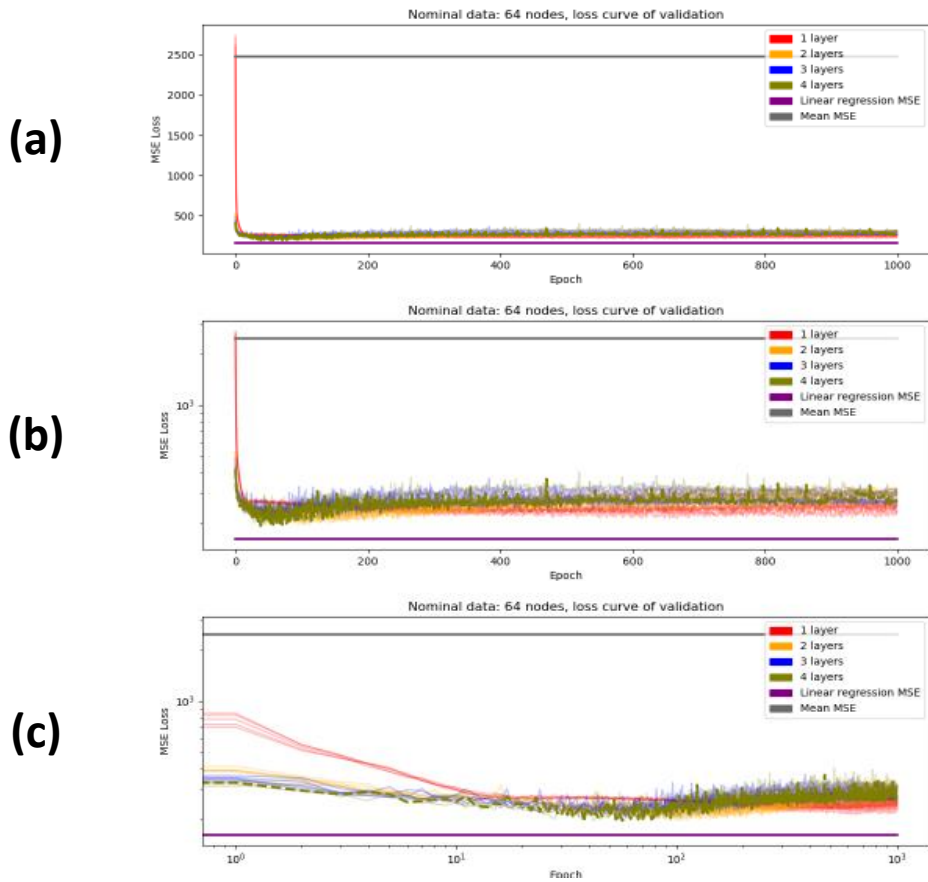 (a)
Nominal data: 64 nodes, loss curve of validation
MSE Loss
2500
2000
1500
1000
500
1 layer
2 layers
3 layers
4 layers
Linear regression MSE
Mean MSE
0 200 400 600 800 1000
Epoch
(b)
Nominal data: 64 nodes, loss curve of validation
MSE Loss
10³
1 layer
2 layers
3 layers
4 layers
Linear regression MSE
Mean MSE
0 200 400 600 800 1000
Epoch
(c)
Nominal data: 64 nodes, loss curve of validation
MSE Loss
10³
1 layer
2 layers
3 layers
4 layers
Linear regression MSE
Mean MSE
10⁰ 10¹ 10² 10³
Epoch